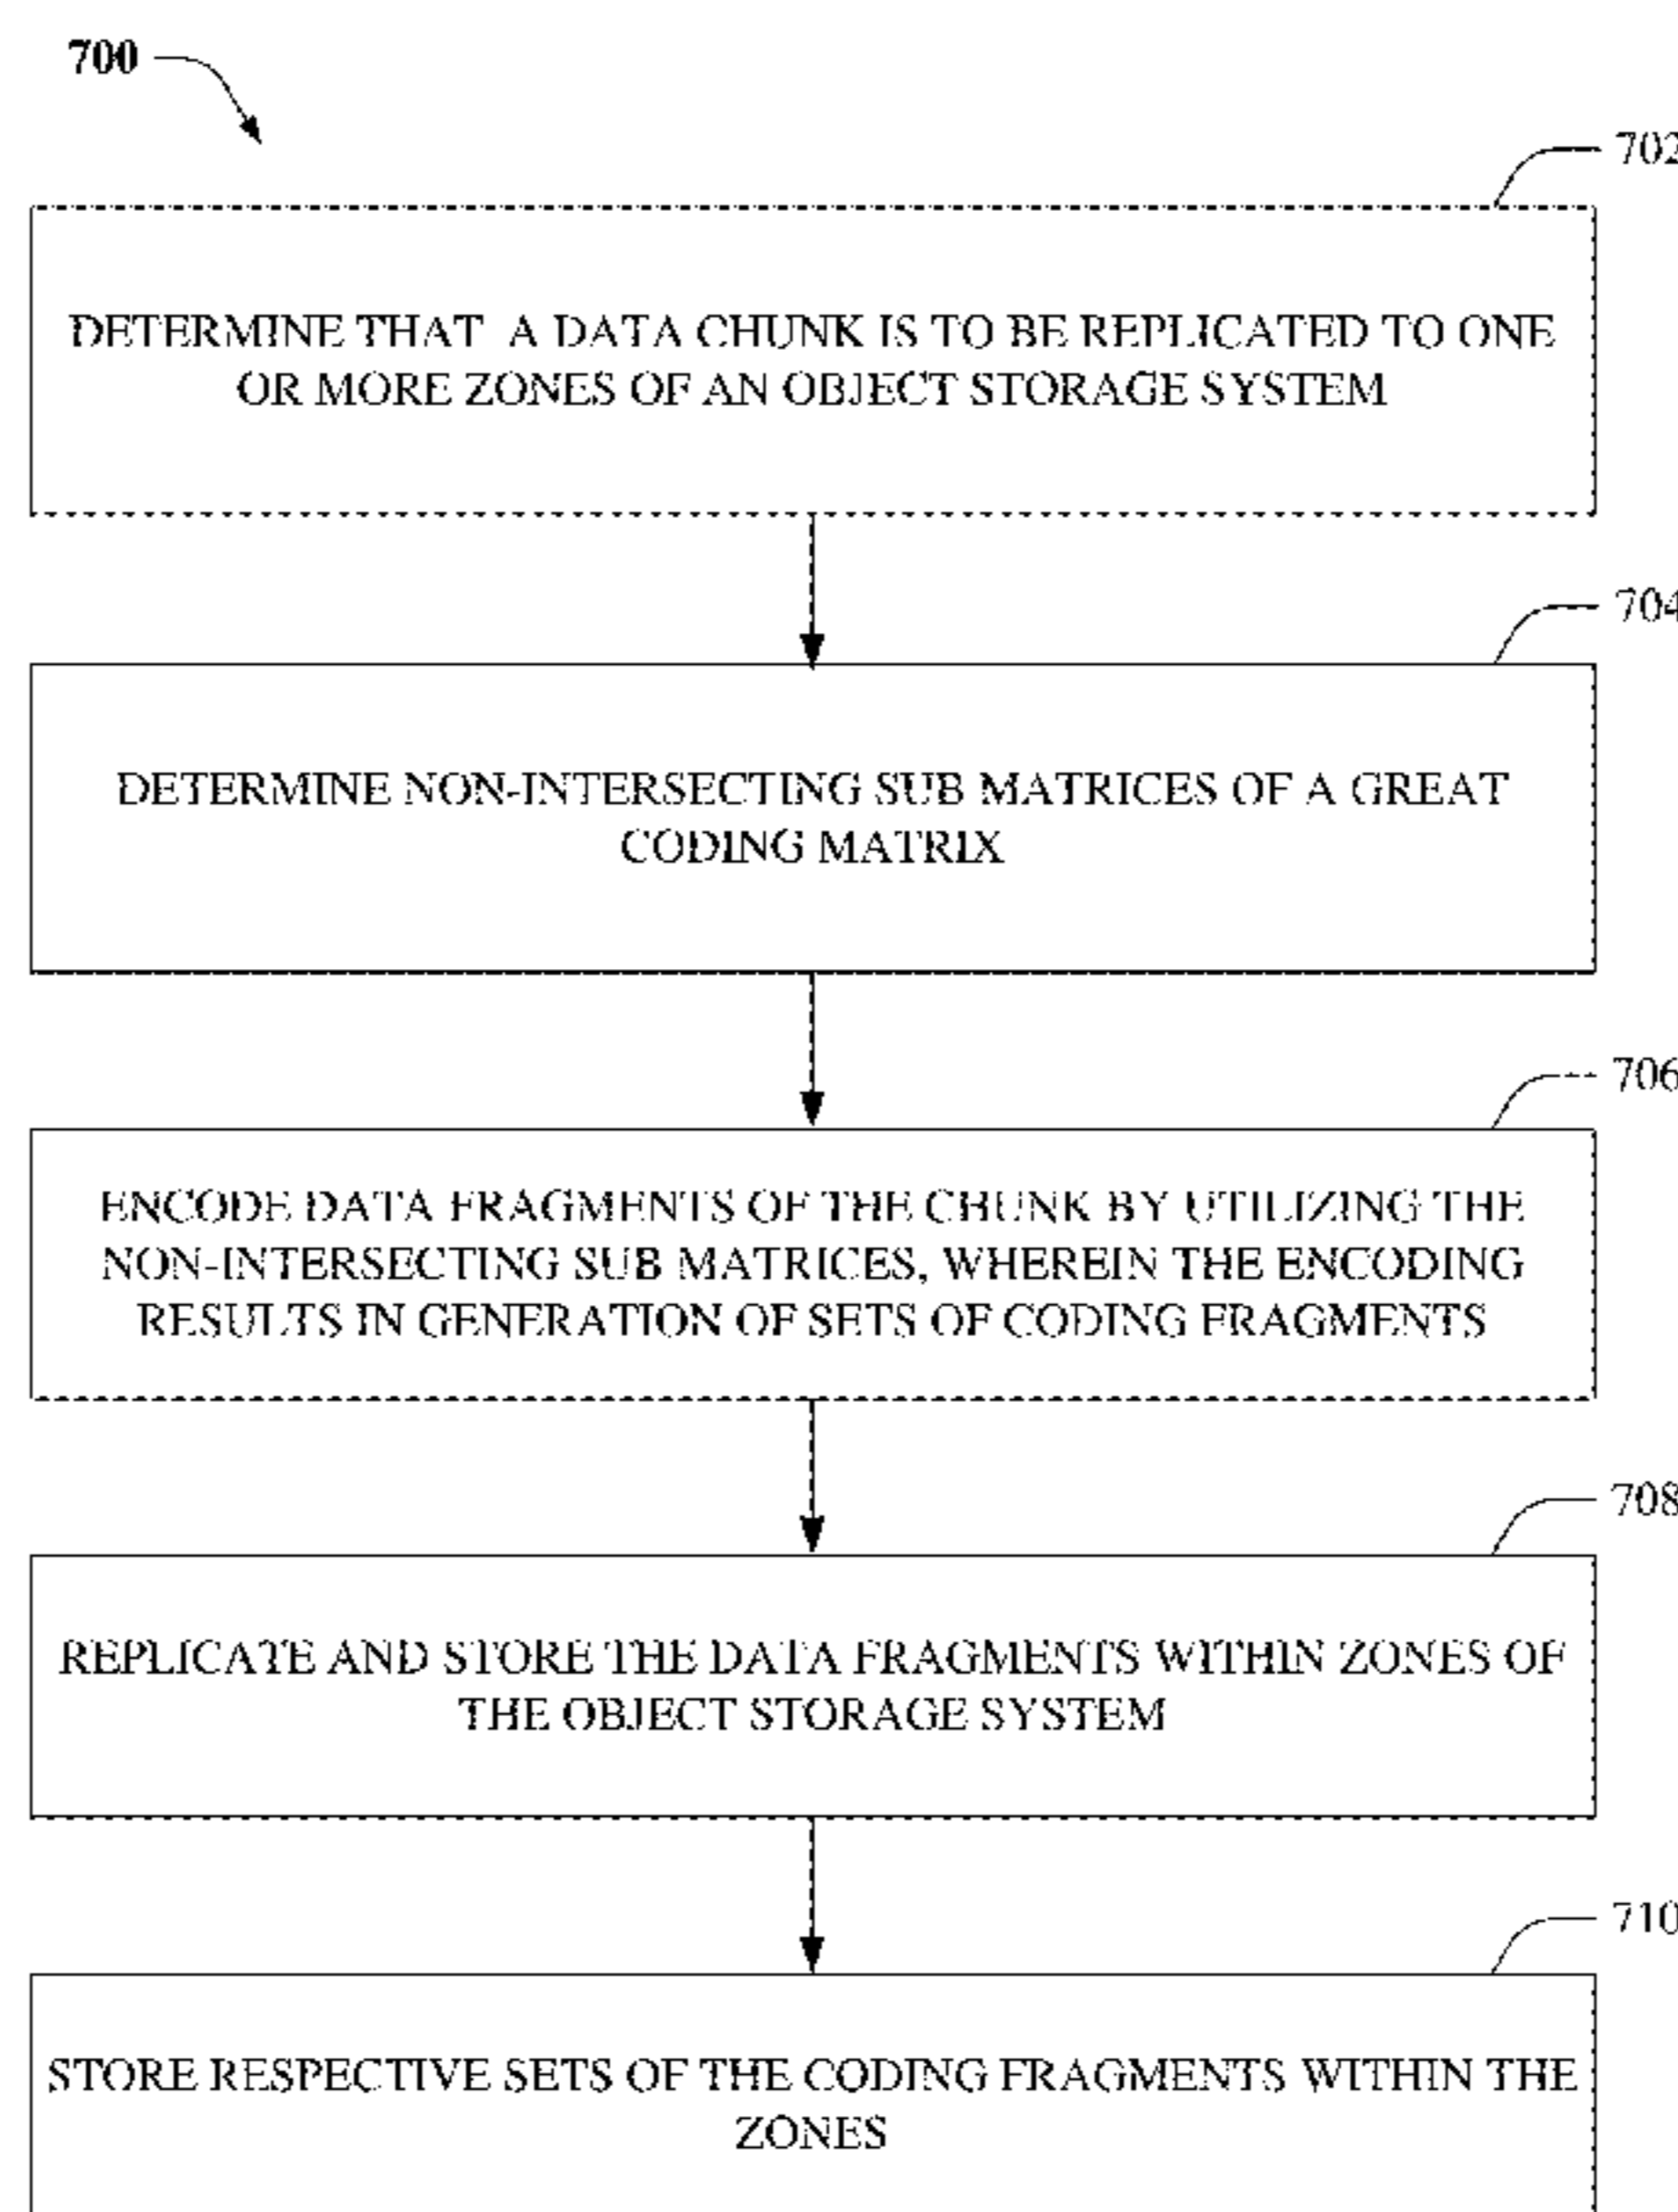 700
702
DETERMINE THAT A DATA CHUNK IS TO BE REPLICATED TO ONE
OR MORE ZONES OF AN OBJECT STORAGE SYSTEM
704
DETERMINE NON-INTERSECTING SUB MATRICES OF A GREAT
CODING MATRIX
706
ENCODE DATA FRAGMENTS OF THE CHUNK BY UTILIZING THE
NON-INTERSECTING SUB MATRICES, WHEREIN THE ENCODING
RESULTS IN GENERATION OF SETS OF CODING FRAGMENTS
708
REPLICATE AND STORE THE DATA FRAGMENTS WITHIN ZONES OF
THE OBJECT STORAGE SYSTEM
710
STORE RESPECTIVE SETS OF THE CODING FRAGMENTS WITHIN THE
ZONES